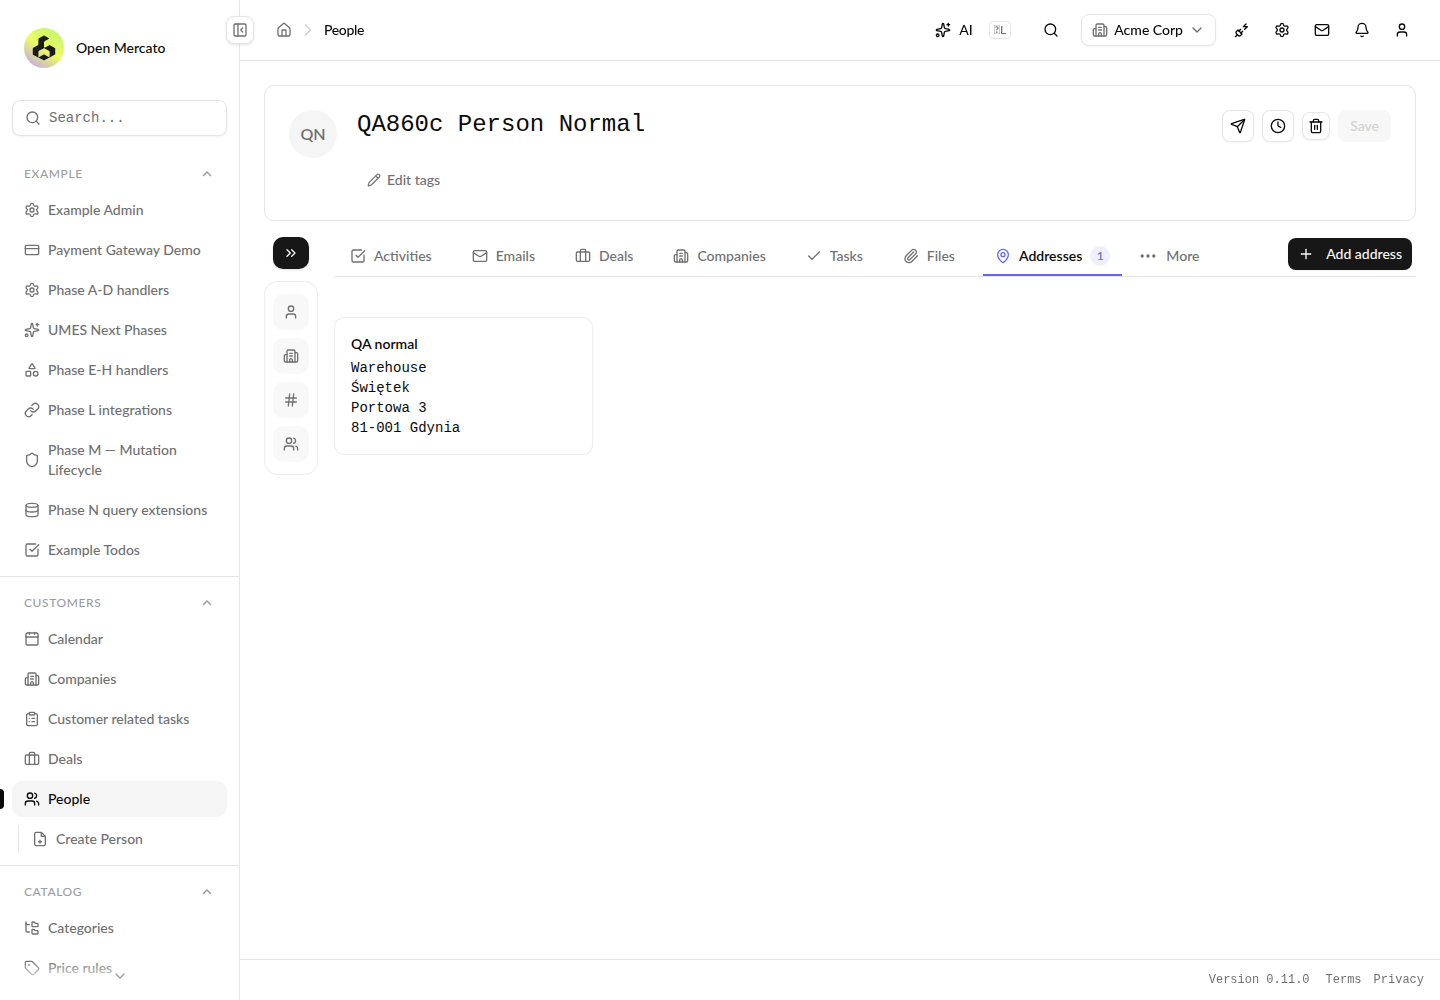 Open Mercato
People
AI
L
Acme Corp
Search...
EXAMPLE
Example Admin
Payment Gateway Demo
Phase A-D handlers
UMES Next Phases
Phase E-H handlers
Phase L integrations
Phase M — Mutation
Lifecycle
Phase N query extensions
Example Todos
CUSTOMERS
Calendar
Companies
Customer related tasks
Deals
People
Create Person
CATALOG
Categories
Price rules
QN
QA860c Person Normal
Save
Edit tags
Activities
Emails
Deals
Companies
Tasks
Files
Addresses 1
More
Add address
QA normal
Warehouse
Świętek
Portowa 3
81-001 Gdynia
Version 0.11.0 Terms Privacy